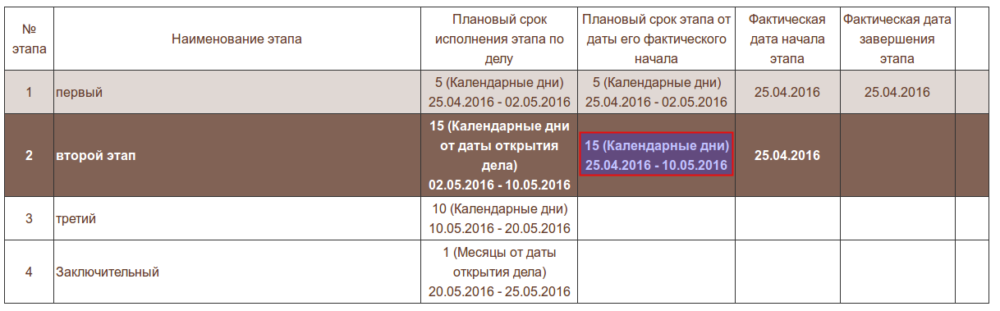 № этапа
Наименование этапа
Плановый срок исполнения этапа по делу
Плановый срок этапа от даты его фактического начала
Фактическая дата начала этапа
Фактическая дата завершения этапа
1
первый
5 (Календарные дни)
25.04.2016 - 02.05.2016
5 (Календарные дни)
25.04.2016 - 02.05.2016
25.04.2016
25.04.2016
2
второй этап
15 (Календарные дни
от даты открытия
дела)
02.05.2016 - 10.05.2016
15 (Календарные дни)
25.04.2016 - 10.05.2016
25.04.2016
3
третий
10 (Календарные дни)
10.05.2016 - 20.05.2016
4
Заключительный
1 (Месяцы от даты
открытия дела)
20.05.2016 - 25.05.2016